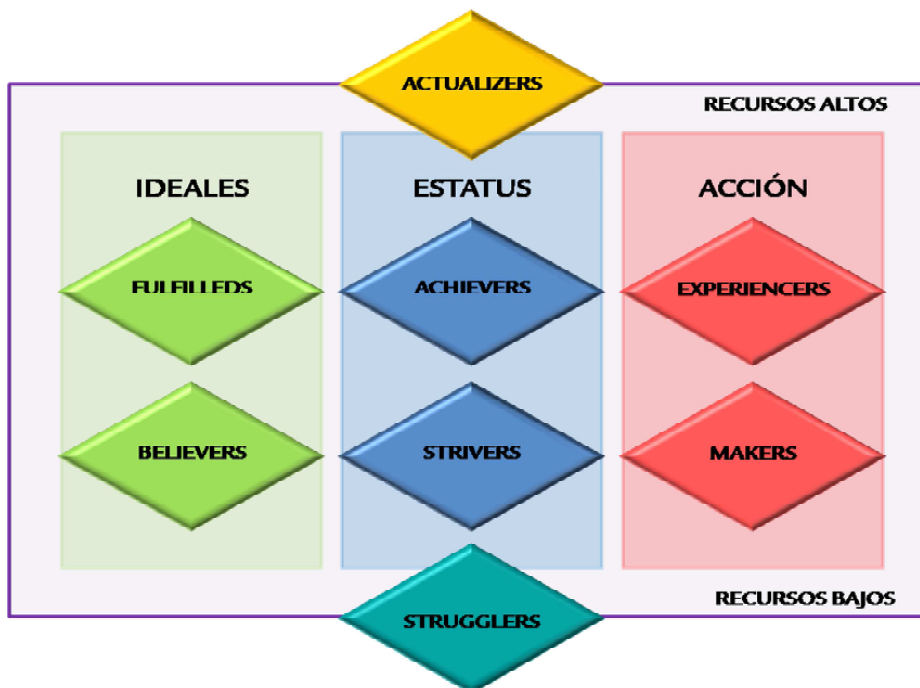 ACTUALIZERS
RECURSOS ALTOS
IDEALES
ESTATUS
ACCIÓN
FULFILLEDS
ACHIEVERS
EXPERIENCERS
BELIEVERS
STRIVERS
MAKERS
RECURSOS BAJOS
STRUGGLERS